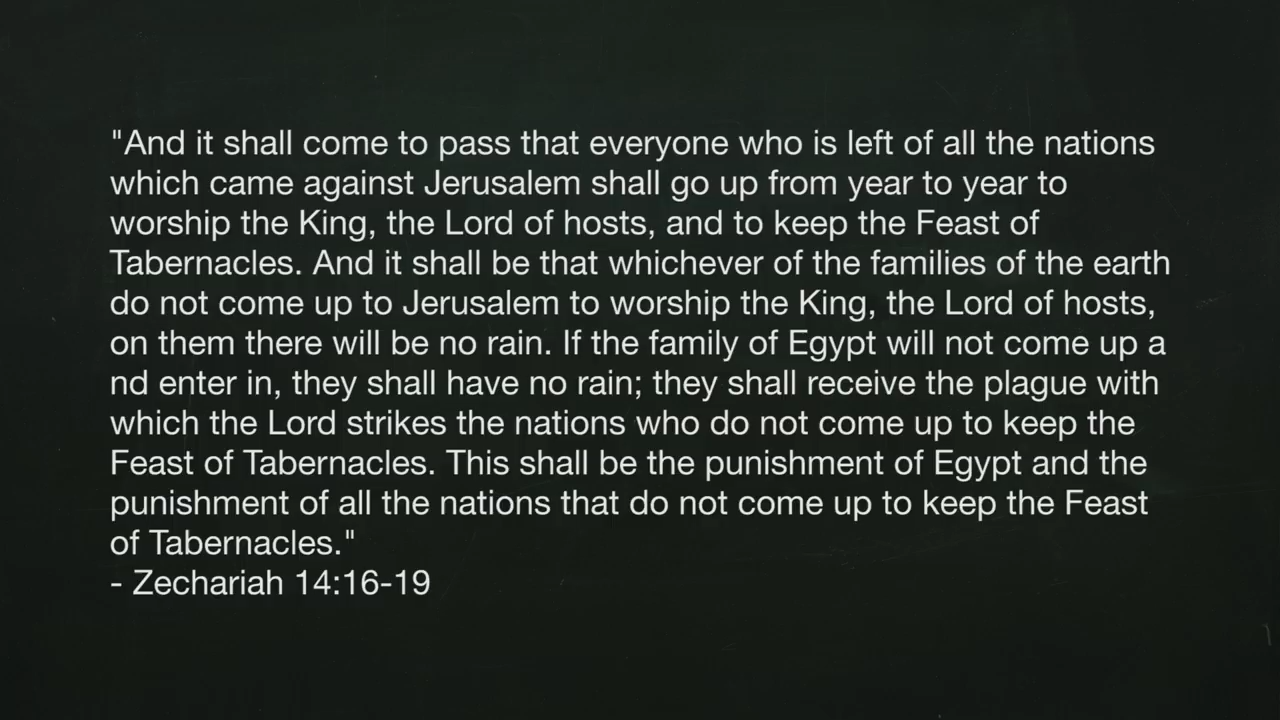 "And it shall come to pass that everyone who is left of all the nations
which came against Jerusalem shall go up from year to year to
worship the King, the Lord of hosts, and to keep the Feast of
Tabernacles. And it shall be that whichever of the families of the earth
do not come up to Jerusalem to worship the King, the Lord of hosts,
on them there will be no rain. If the family of Egypt will not come up a
nd enter in, they shall have no rain; they shall receive the plague with
which the Lord strikes the nations who do not come up to keep the
Feast of Tabernacles. This shall be the punishment of Egypt and the
punishment of all the nations that do not come up to keep the Feast
of Tabernacles."
- Zechariah 14:16-19